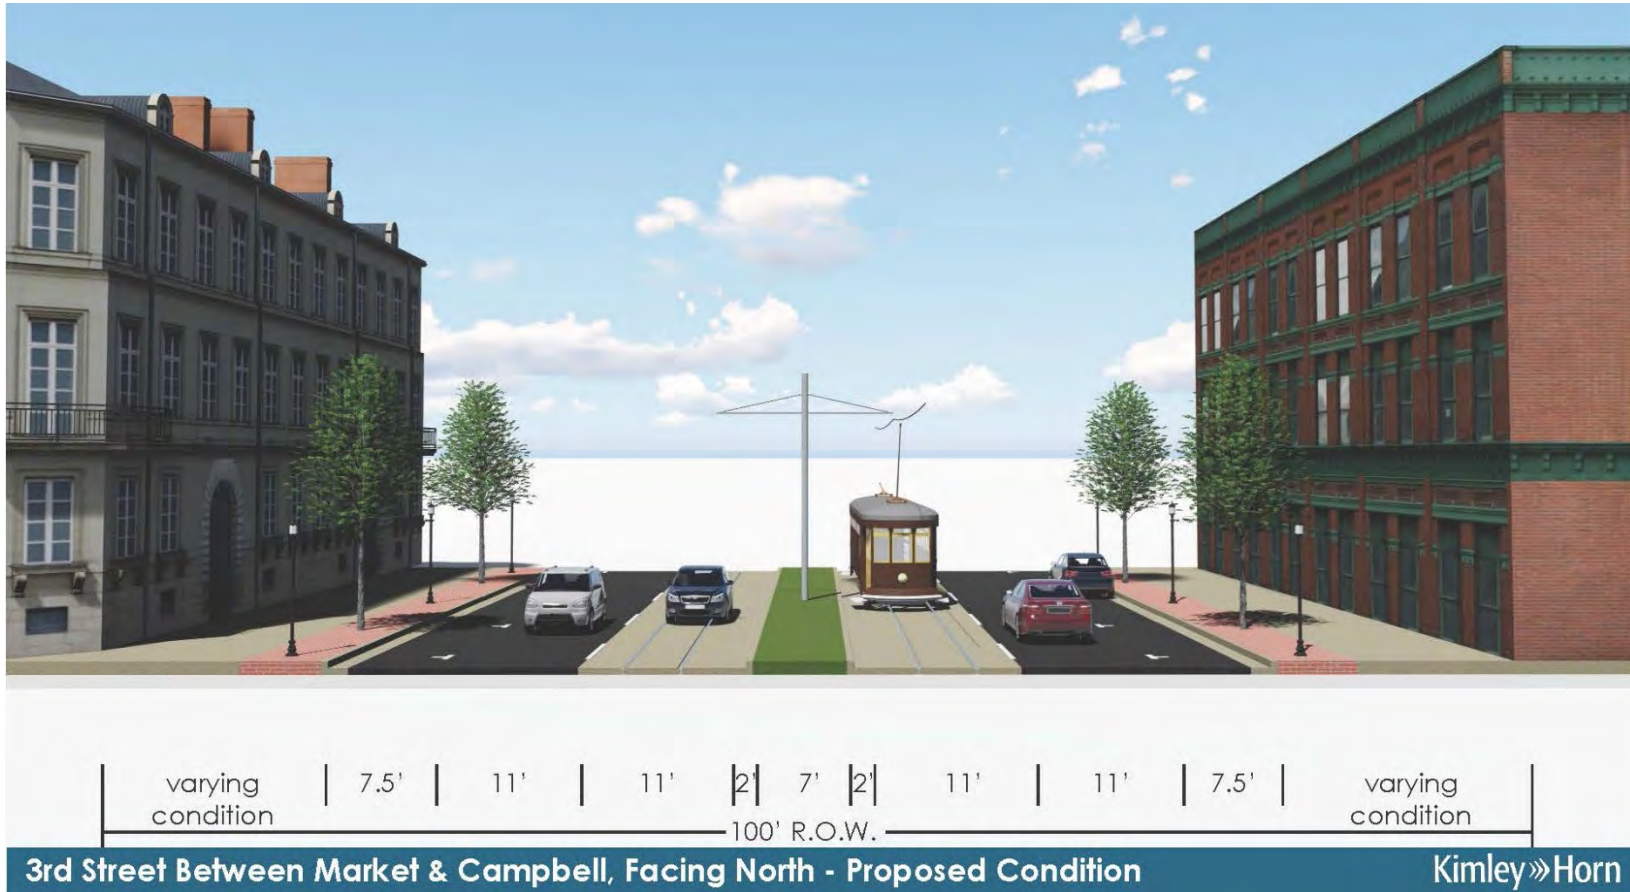 varying
condition
7.5'
11'
11'
2'
7'
2'
11'
11'
7.5'
varying
condition
100' R.O.W.
3rd Street Between Market & Campbell, Facing North - Proposed Condition
Kimley»Horn